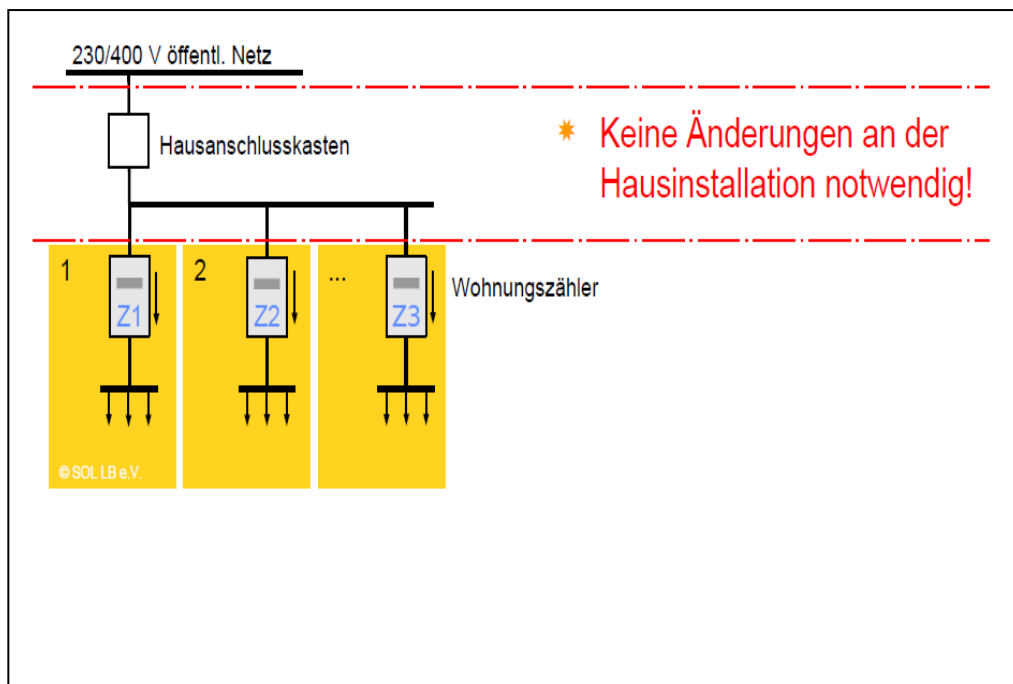 230/400 V öffentl. Netz
Hausanschlusskasten
✷ Keine Änderungen an der
Hausinstallation notwendig!
1
2
...
Wohnungszähler
Z1
Z2
Z3
© SOL LB e.V.